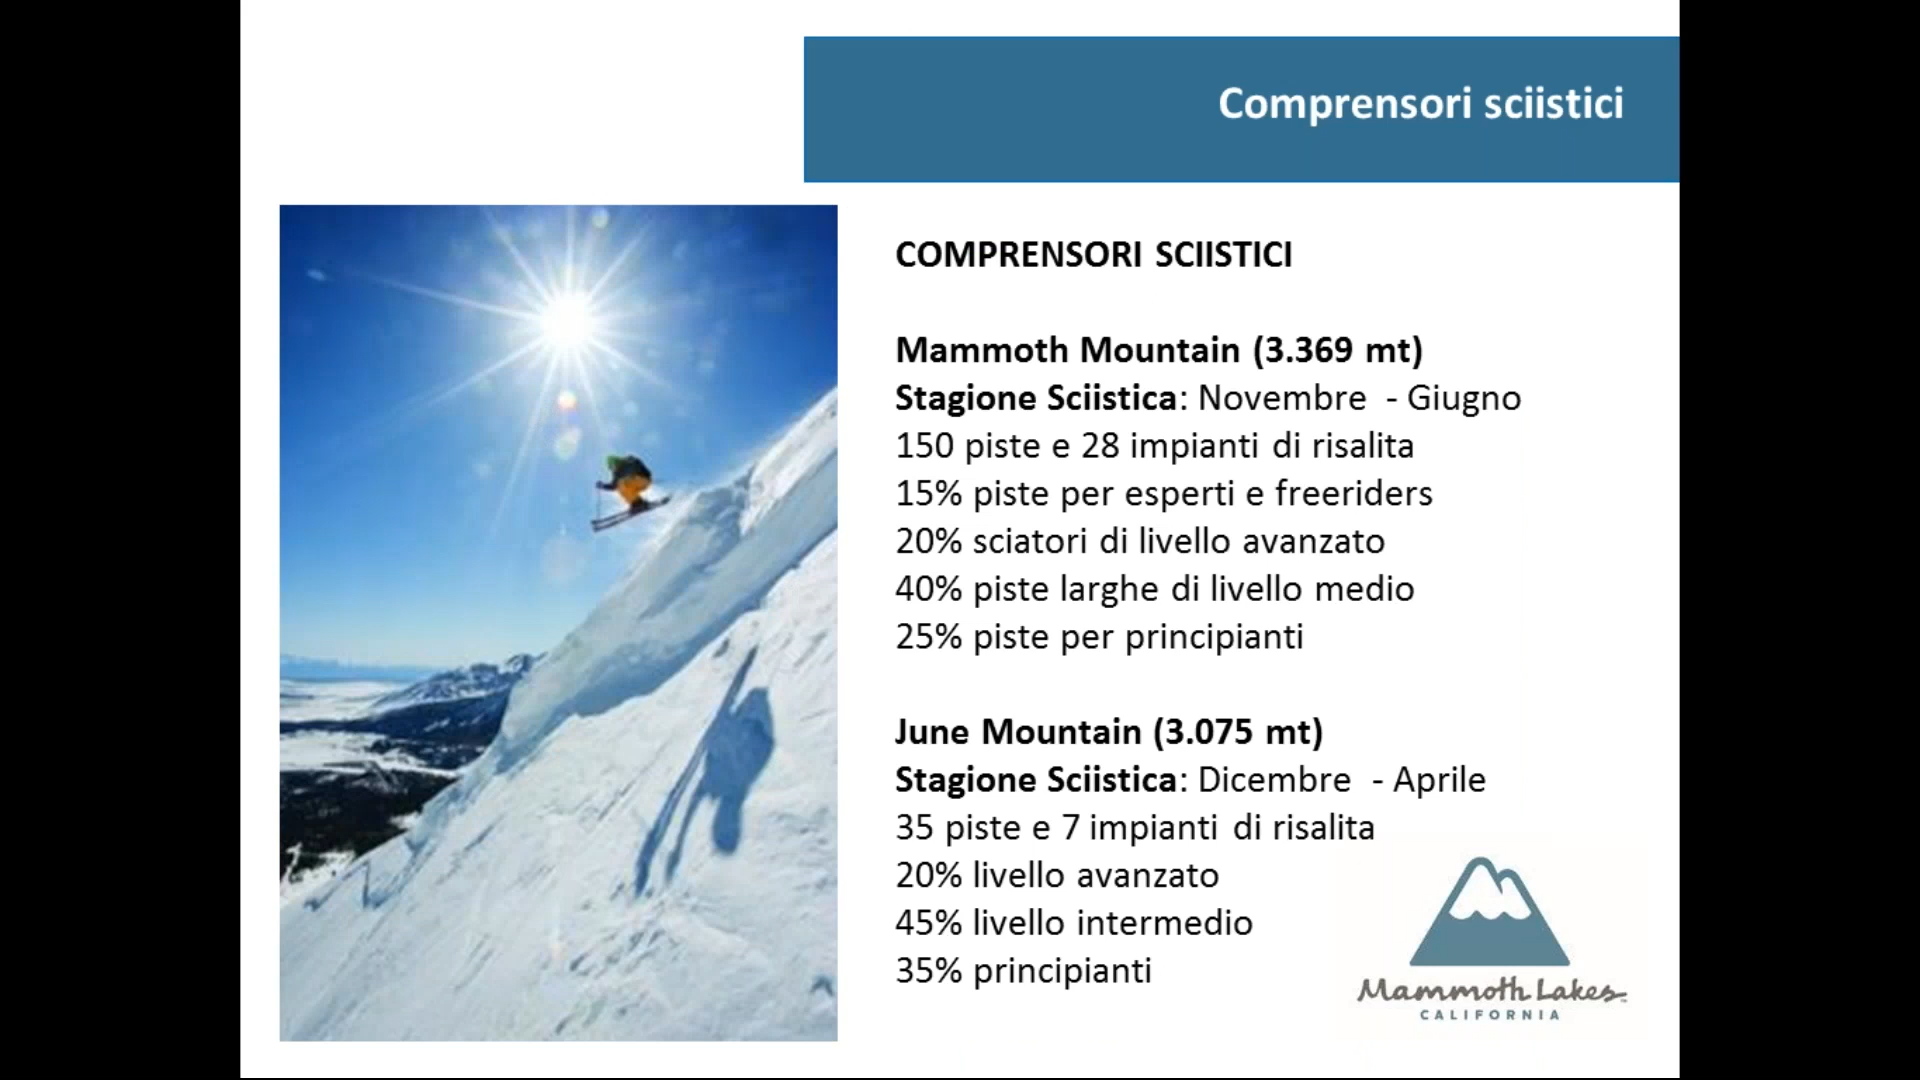 Comprensori sciistici
COMPRENSORI SCIISTICI
Mammoth Mountain (3.369 mt)
Stagione Sciistica: Novembre - Giugno
150 piste e 28 impianti di risalita
15% piste per esperti e freeriders
20% sciatori di livello avanzato
40% piste larghe di livello medio
25% piste per principianti
June Mountain (3.075 mt)
Stagione Sciistica: Dicembre - Aprile
35 piste e 7 impianti di risalita
20% livello avanzato
45% livello intermedio
35% principianti
Mammoth Lakes
CALIFORNIA